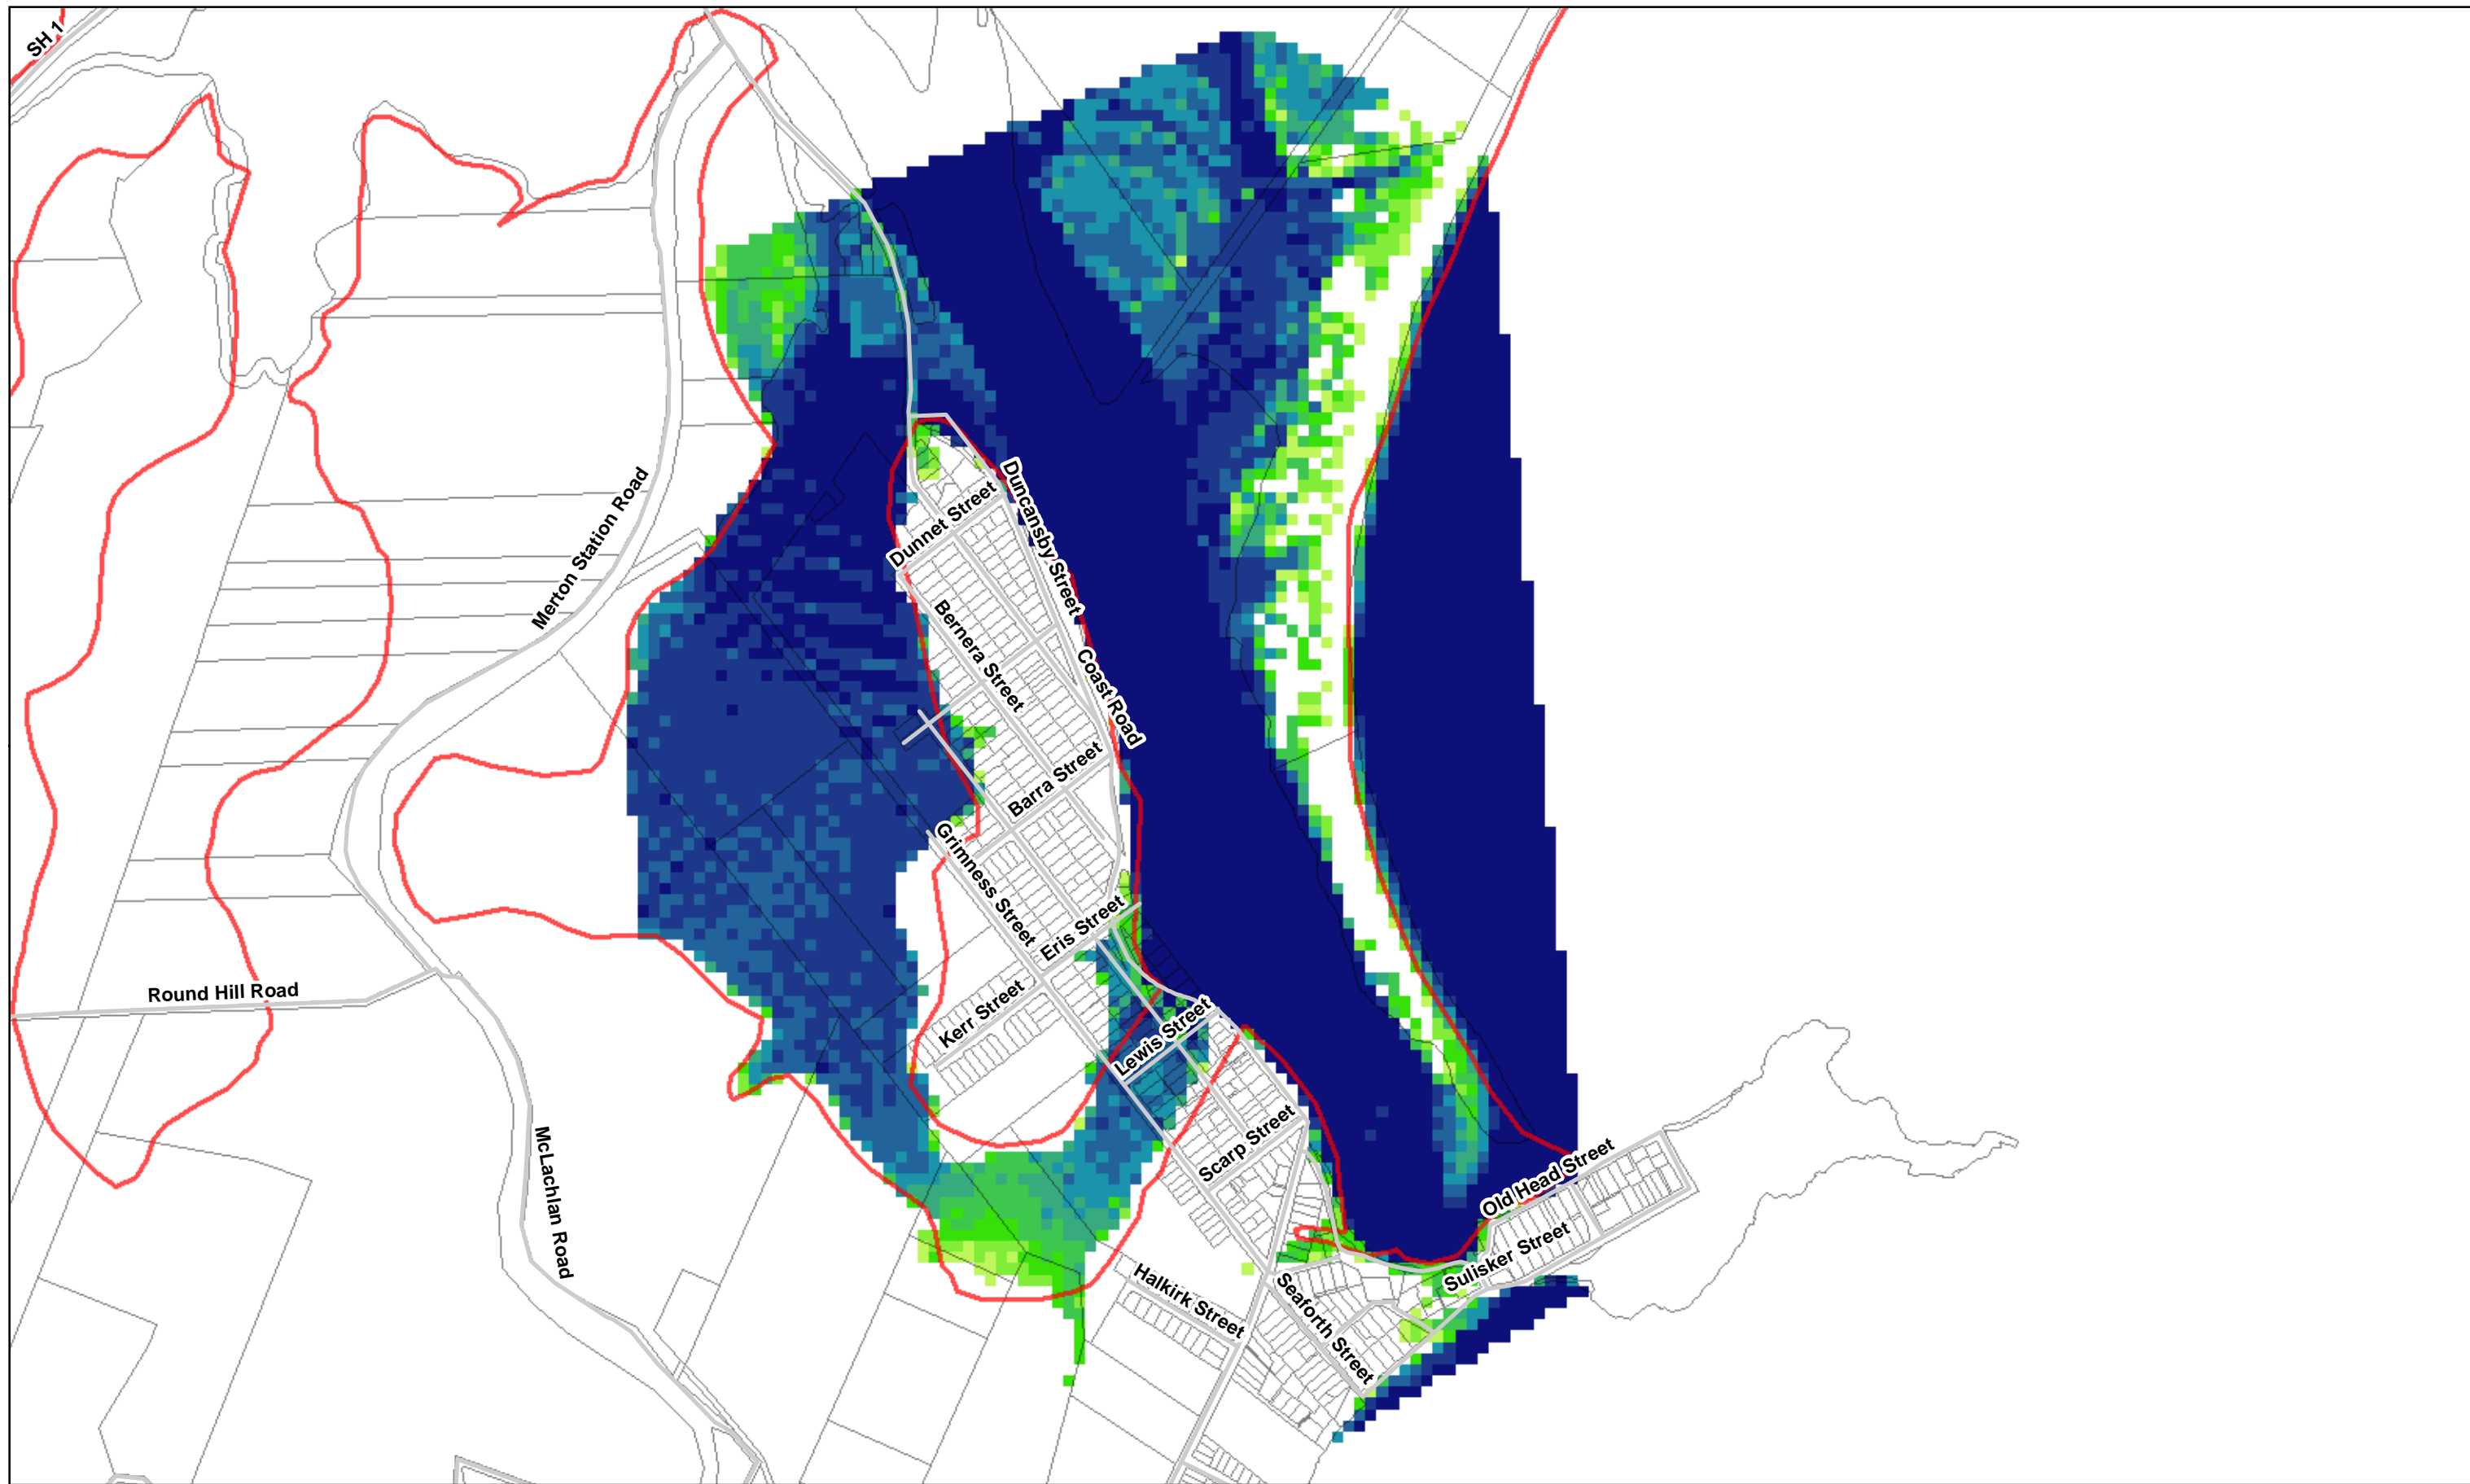 SH 1
Merton Station Road
Dunnet Street
Duncansby Street
Bernera Street
Coast Road
Barra Street
Grimness Street
Eris Street
Round Hill Road
Kerr Street
Lewis Street
McLachlan Road
Scarp Street
Old Head Street
Sulisker Street
Halkirk Street
Seaforth Street